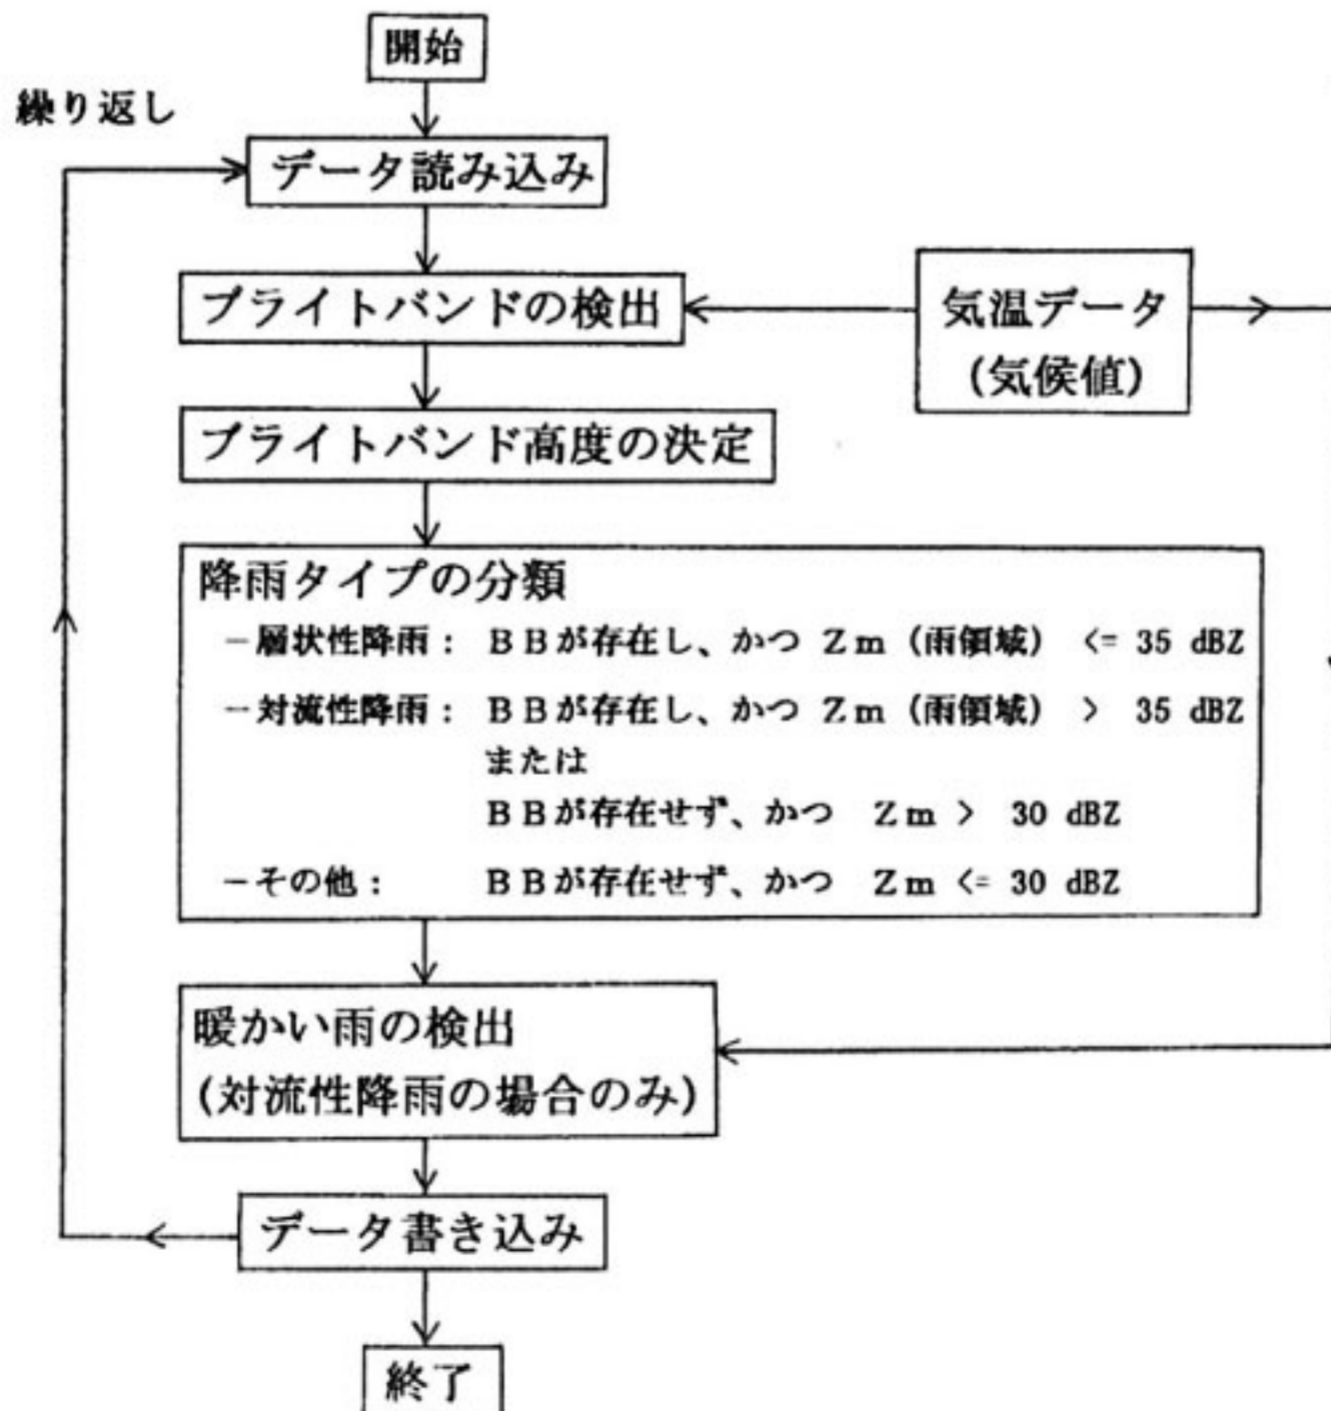 開始
繰り返し
データ読み込み
ブライトバンドの検出
気温データ
(気候値)
ブライトバンド高度の決定
降雨タイプの分類
－層状性降雨： ＢＢが存在し、かつ Ｚｍ (雨領域) <= 35 dBZ
－対流性降雨： ＢＢが存在し、かつ Ｚｍ (雨領域) > 35 dBZ
または
ＢＢが存在せず、かつ Ｚｍ > 30 dBZ
－その他： ＢＢが存在せず、かつ Ｚｍ <= 30 dBZ
暖かい雨の検出
(対流性降雨の場合のみ)
データ書き込み
終了